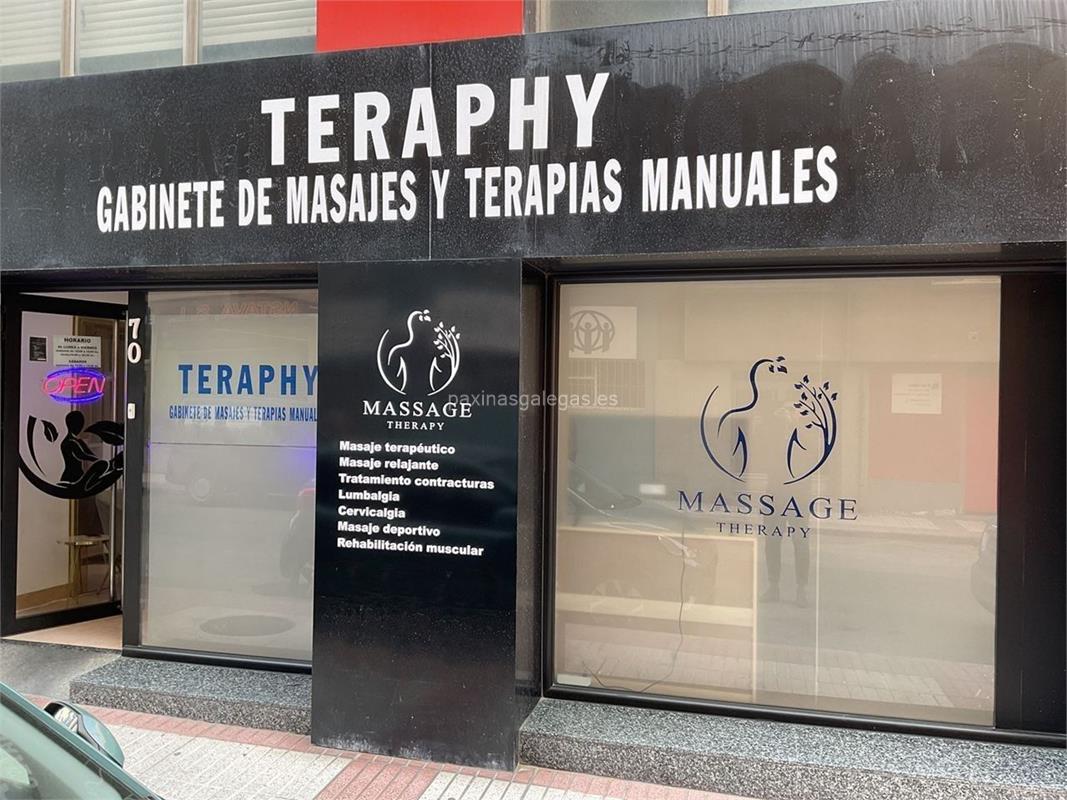 TERAPHY
GABINETE DE MASAJES Y TERAPIAS MANUALES
70
HORARIO
OPEN
TERAPHY
GABINETE DE MASAJES Y TERAPIAS MANUAL
MASSAGE
THERAPY
Masaje terapéutico
Masaje relajante
Tratamiento contracturas
Lumbalgia
Cervicalgia
Masaje deportivo
Rehabilitación muscular
MASSAGE
THERAPY
paxinasgalegas.es